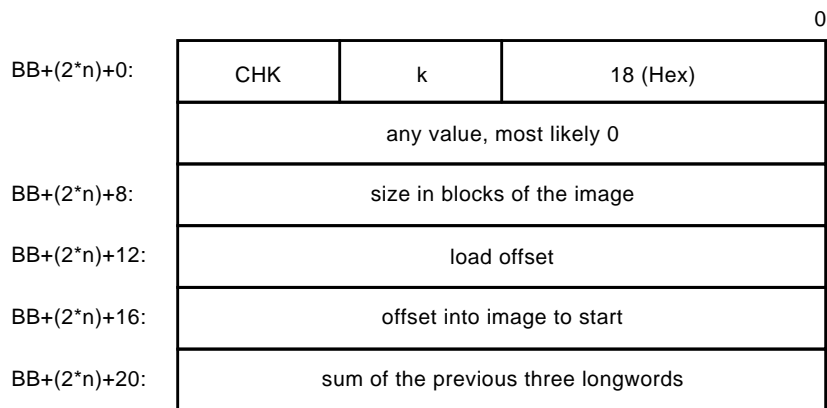 0
BB+(2*n)+0: CHK k 18 (Hex)
any value, most likely 0
BB+(2*n)+8: size in blocks of the image
BB+(2*n)+12: load offset
BB+(2*n)+16: offset into image to start
BB+(2*n)+20: sum of the previous three longwords